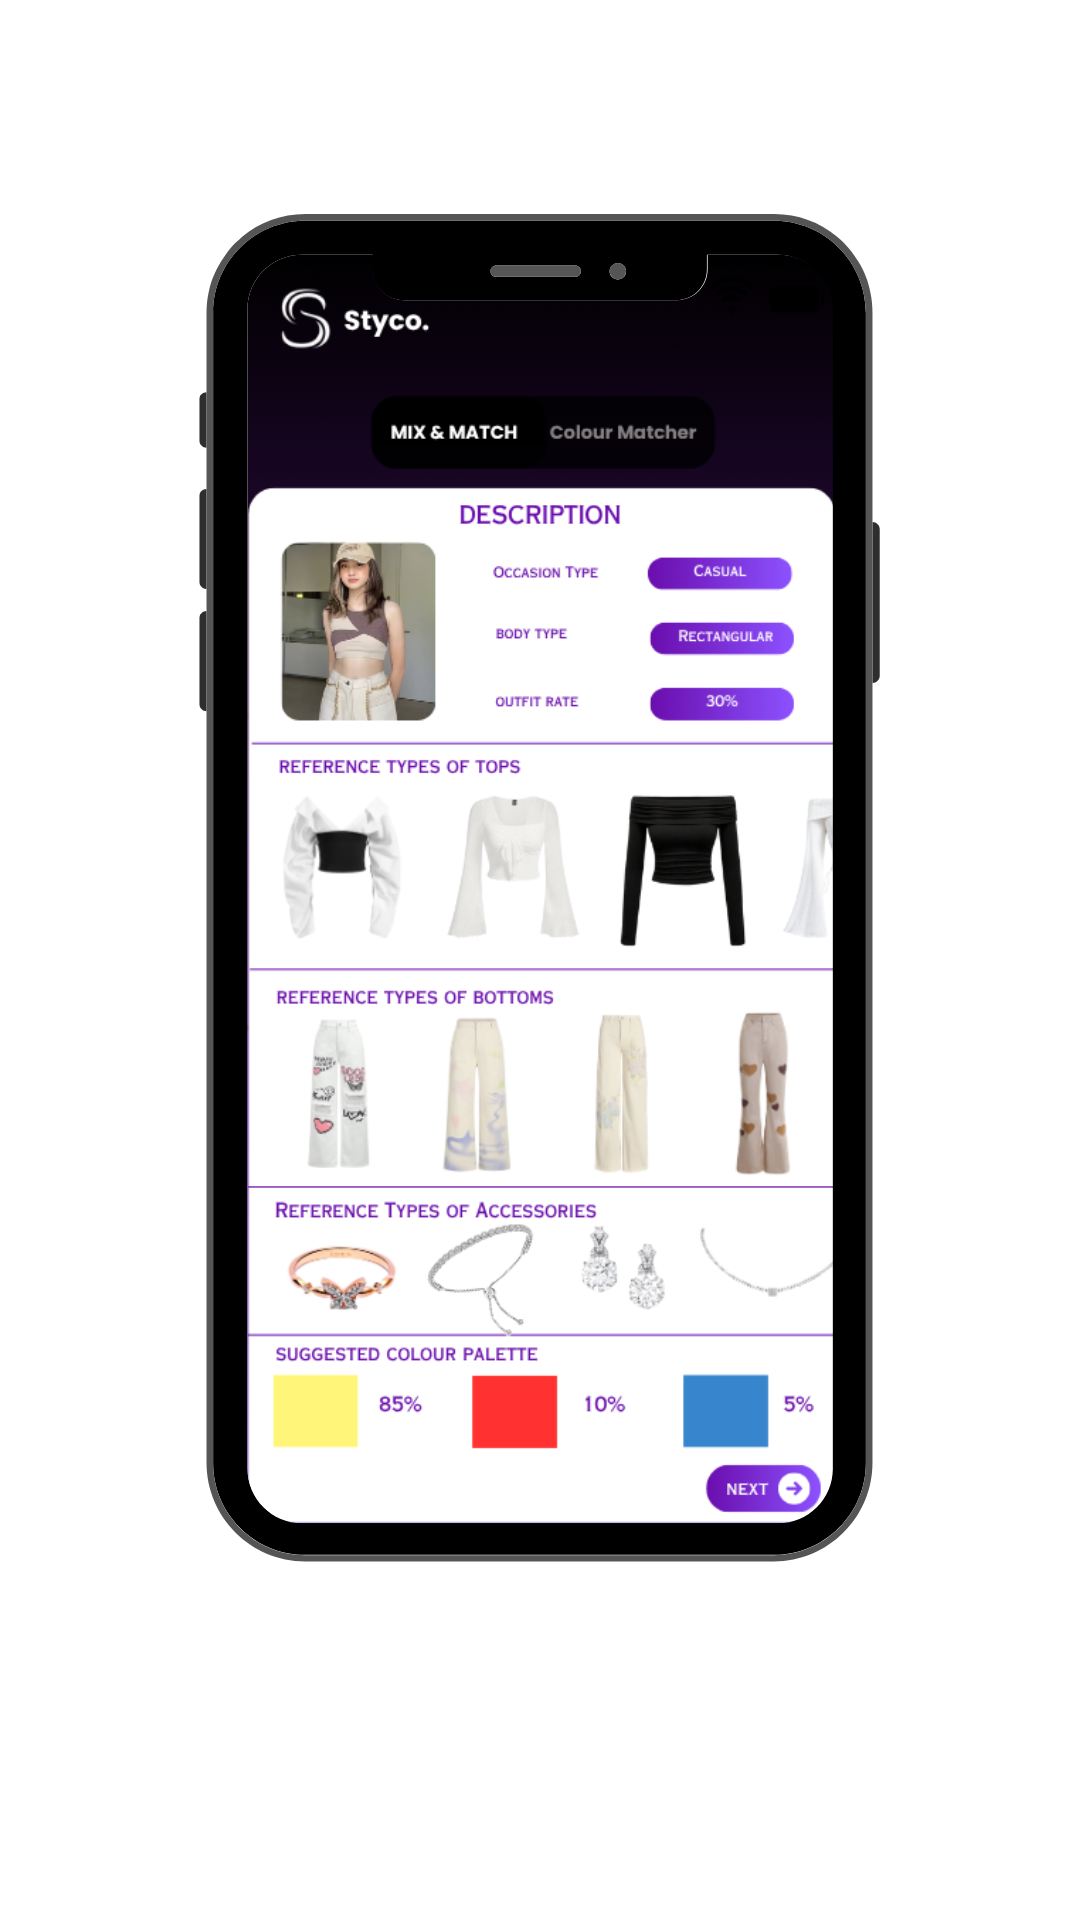 Styco.
MIX & MATCH
Colour Matcher
DESCRIPTION
OCCASION TYPE
CASUAL
BODY TYPE
RECTANGULAR
OUTFIT RATE
30%
REFERENCE TYPES OF TOPS
REFERENCE TYPES OF BOTTOMS
REFERENCE TYPES OF ACCESSORIES
SUGGESTED COLOUR PALETTE
85%
10%
5%
NEXT